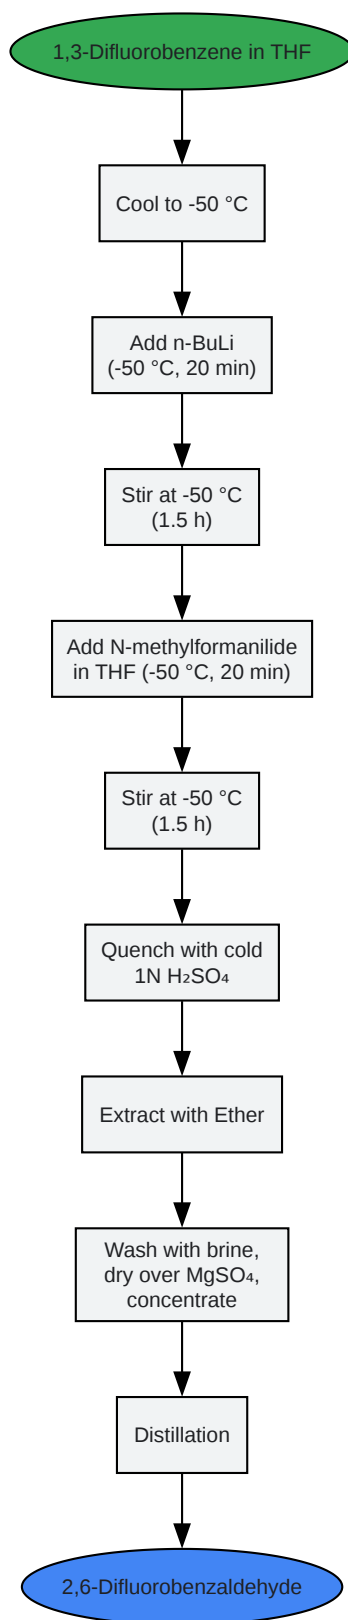 1,3-Difluorobenzene in THF
Cool to -50 °C
Add n-BuLi
(-50 °C, 20 min)
Stir at -50 °C
(1.5 h)
Add N-methylformanilide
in THF (-50 °C, 20 min)
Stir at -50 °C
(1.5 h)
Quench with cold
1N H₂SO₄
Extract with Ether
Wash with brine,
dry over MgSO₄,
concentrate
Distillation
2,6-Difluorobenzaldehyde